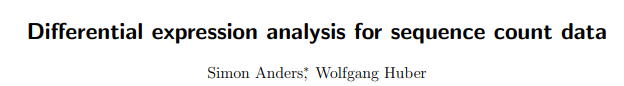 Differential expression analysis for sequence count data
Simon Anders,* Wolfgang Huber